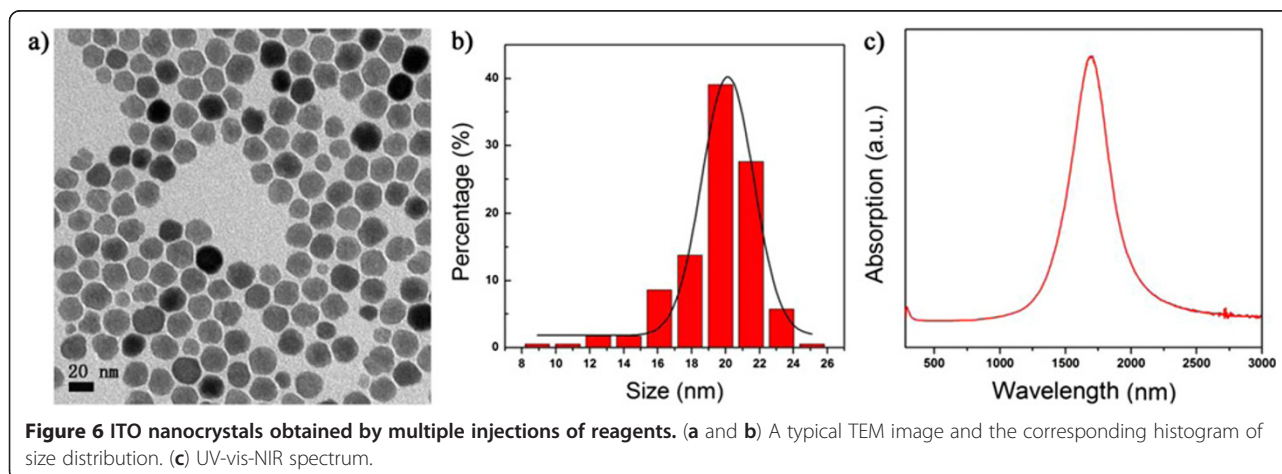 a)
20 nm
b)
Percentage (%)
40
30
20
10
0
8 10 12 14 16 18 20 22 24 26
Size (nm)
c)
Absorption (a.u.)
500 1000 1500 2000 2500 3000
Wavelength (nm)
Figure 6 ITO nanocrystals obtained by multiple injections of reagents. (a and b) A typical TEM image and the corresponding histogram of
size distribution. (c) UV-vis-NIR spectrum.